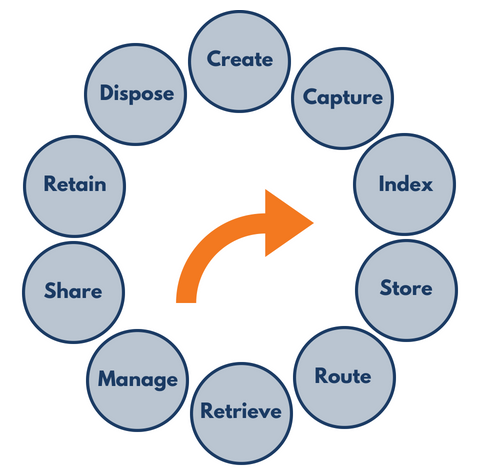 Create
Capture
Index
Store
Route
Retrieve
Manage
Share
Retain
Dispose